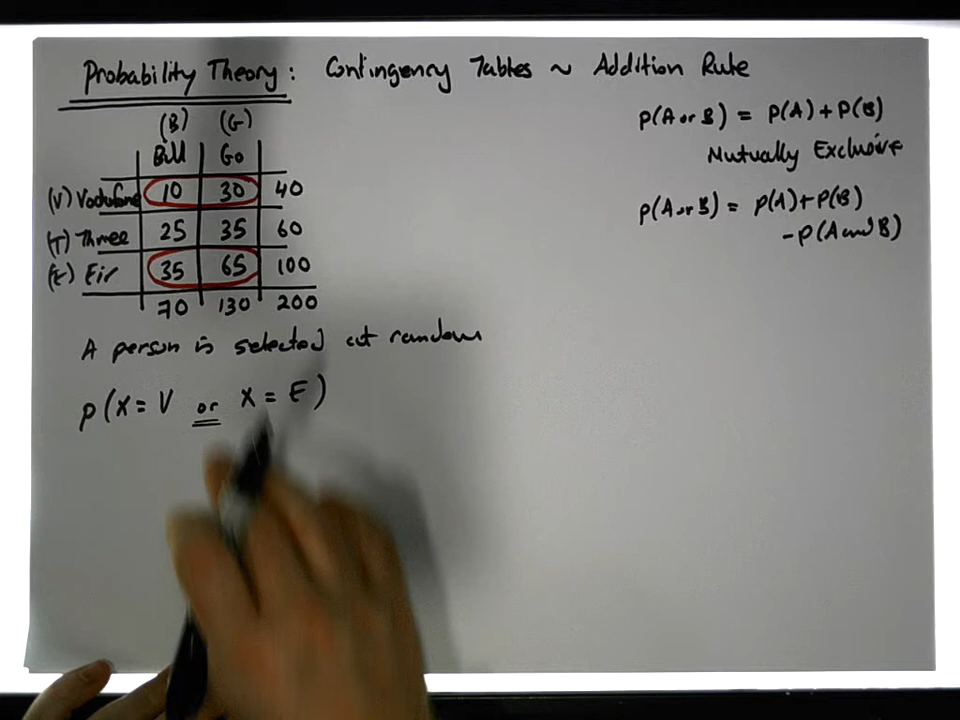 Probability Theory: Contingency Tables ~ Addition Rule
(B) (G)
Bill Go
(V) Vodafone 10 30 40
(T) Three 25 35 60
(E) Eir 35 65 100
70 130 200
P(A or B) = P(A) + P(B)
Mutually Exclusive
P(A or B) = P(A) + P(B)
- P(A and B)
A person is selected at random
P(X = V or X = E)